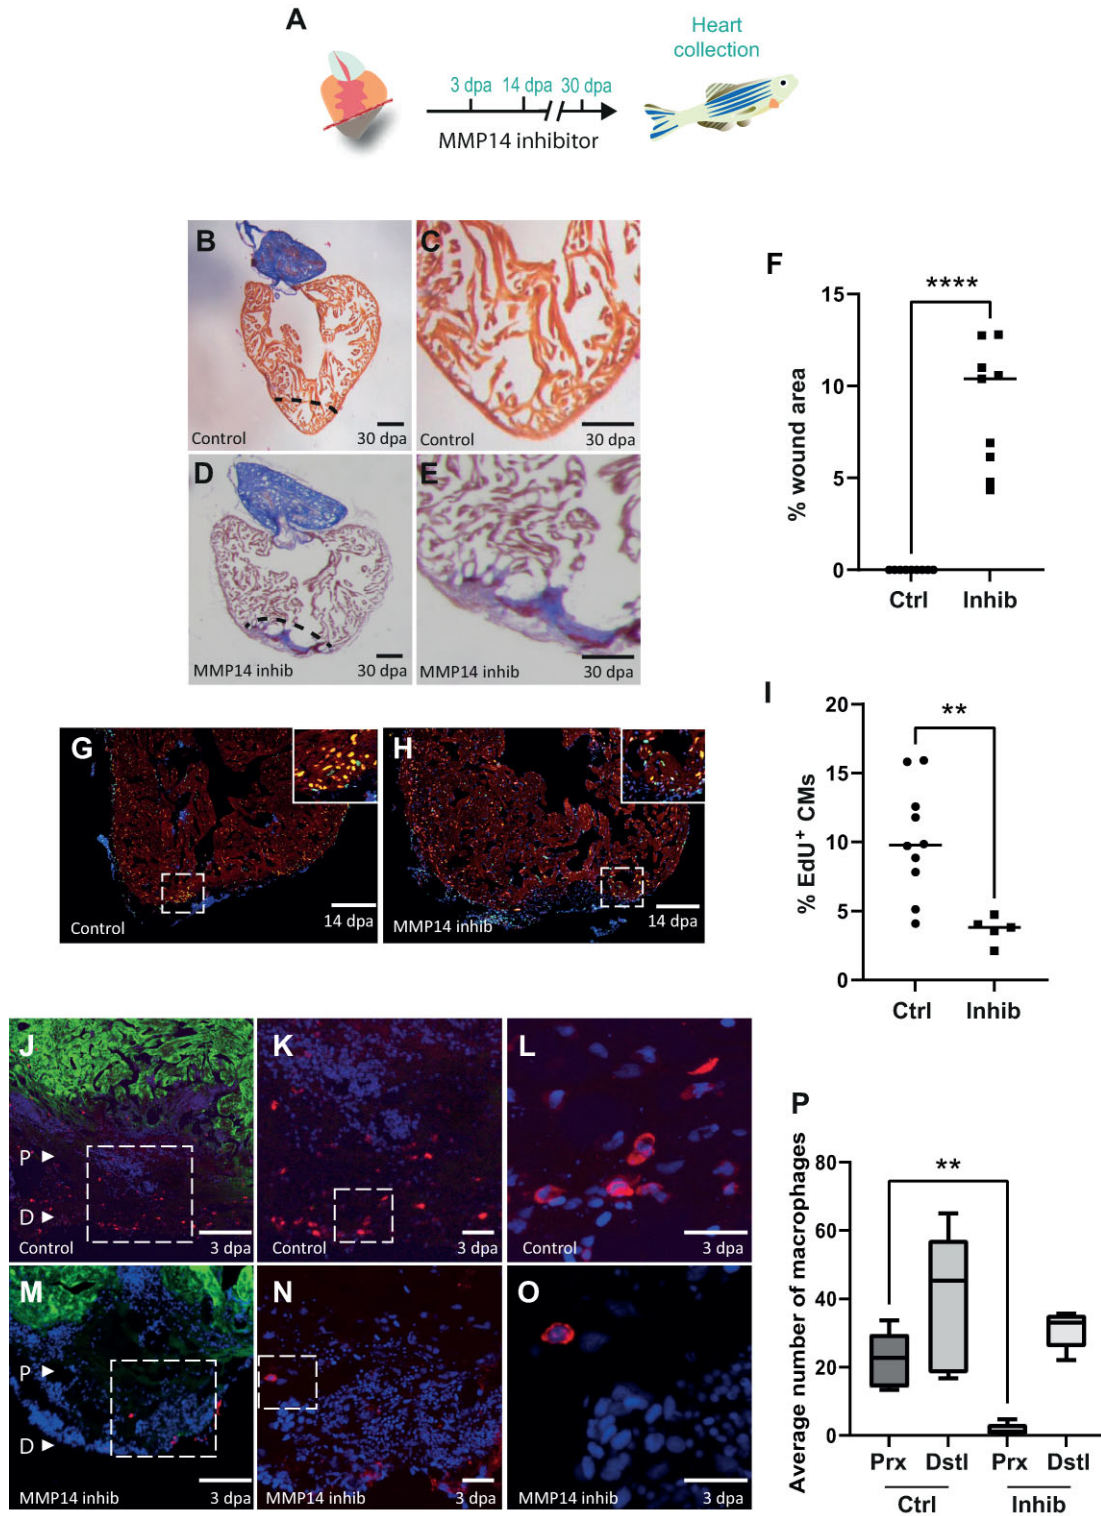 A
Heart
collection
3 dpa 14 dpa 30 dpa
MMP14 inhibitor
B
Control 30 dpa
C
Control 30 dpa
D
MMP14 inhib 30 dpa
E
30 dpa
F
****
% wound area
15
10
5
0
Ctrl Inhib
G
Control 14 dpa
H
MMP14 inhib 14 dpa
I
**
% EdU+ CMs
20
15
10
5
0
Ctrl Inhib
J
P
D
Control 3 dpa
K
Control 3 dpa
L
Control 3 dpa
M
P
D
MMP14 inhib 3 dpa
N
MMP14 inhib 3 dpa
O
MMP14 inhib 3 dpa
P
**
Average number of macrophages
80
60
40
20
0
Prx Dstl Prx Dstl
Ctrl Inhib